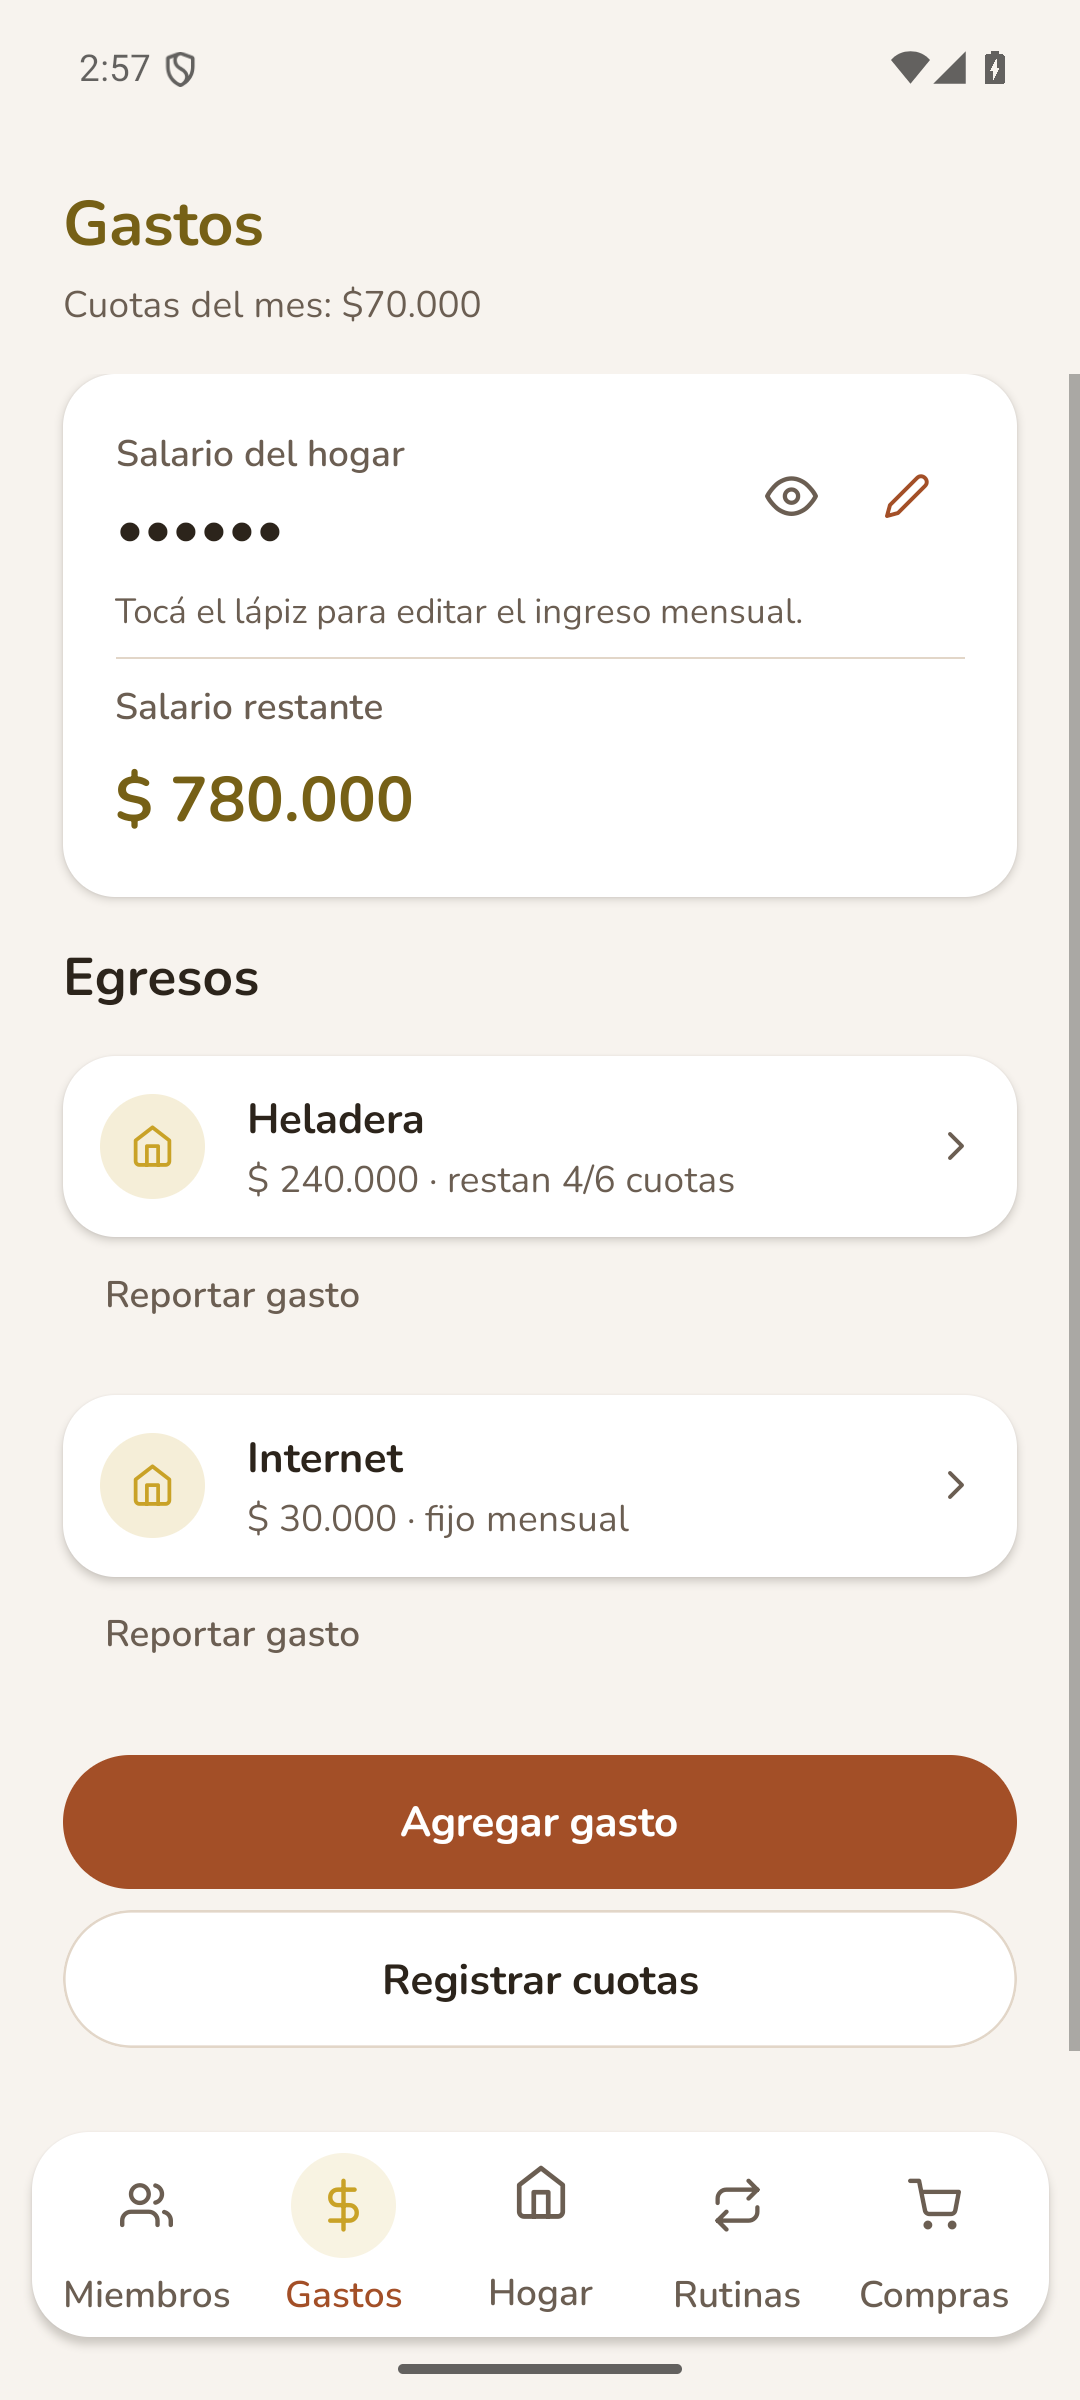 2:57
Gastos
Cuotas del mes: $70.000
Salario del hogar
••••••
Tocá el lápiz para editar el ingreso mensual.
Salario restante
$ 780.000
Egresos
Heladera
$ 240.000 · restan 4/6 cuotas
Reportar gasto
Internet
$ 30.000 · fijo mensual
Reportar gasto
Agregar gasto
Registrar cuotas
Miembros Gastos Hogar Rutinas Compras